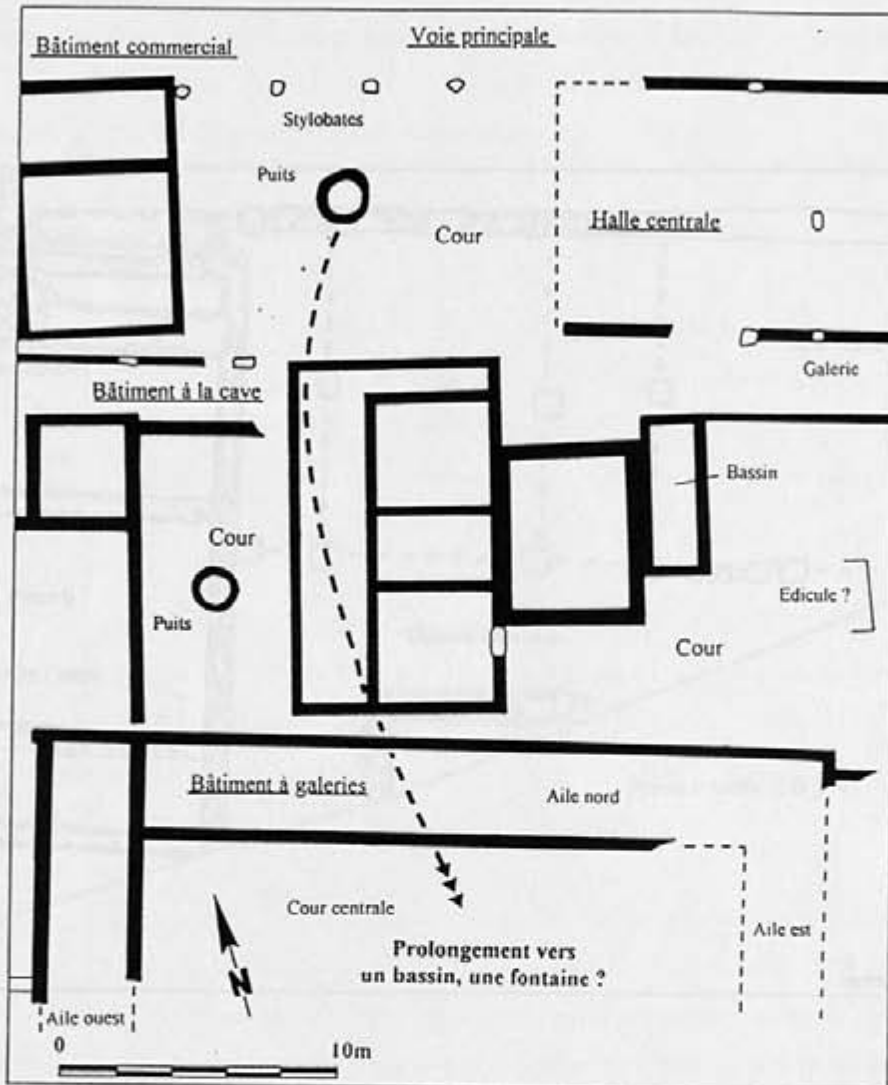 Bâtiment commercial
Voie principale
Stylobates
Puits
Cour
Halle centrale
Galerie
Bâtiment à la cave
Bassin
Cour
Edicule ?
Puits
Cour
Bâtiment à galeries
Aile nord
Cour centrale
Aile est
Prolongement vers
un bassin, une fontaine ?
N
Aile ouest
0
10m